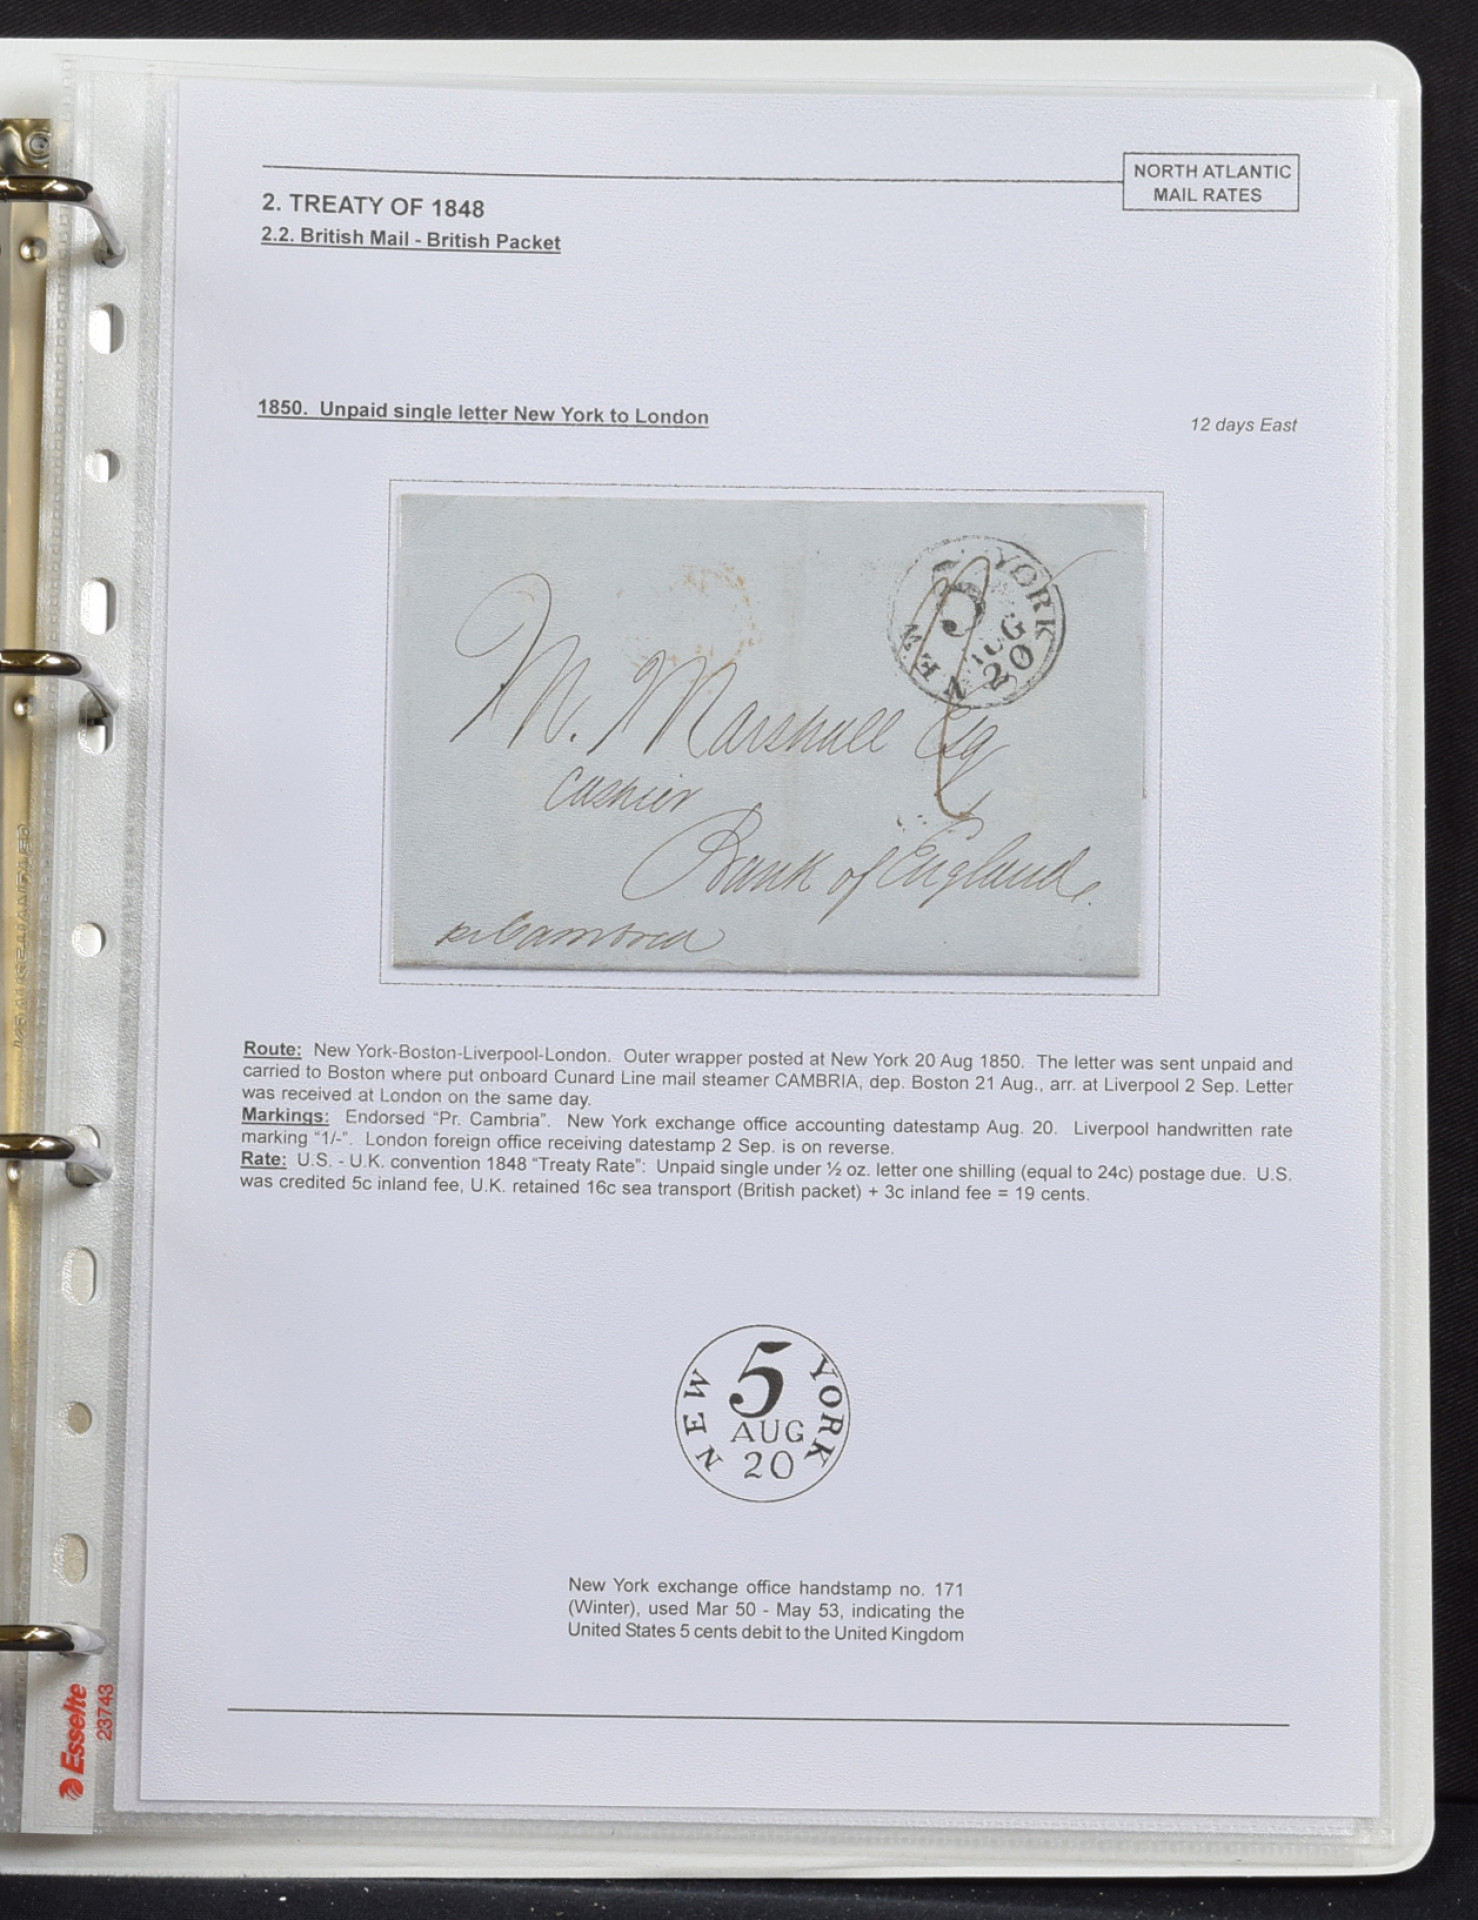 NORTH ATLANTIC
MAIL RATES
2. TREATY OF 1848
2.2. British Mail - British Packet
1850. Unpaid single letter New York to London
12 days East
NEW YORK
5
AUG
20
M. Marshall Esq
Cashier
Bank of England.
pr Cambria
Route: New York-Boston-Liverpool-London. Outer wrapper posted at New York 20 Aug 1850. The letter was sent unpaid and
carried to Boston where put onboard Cunard Line mail steamer CAMBRIA, dep. Boston 21 Aug., arr. at Liverpool 2 Sep. Letter
was received at London on the same day.
Markings: Endorsed "Pr. Cambria". New York exchange office accounting datestamp Aug. 20. Liverpool handwritten rate
marking "1/-". London foreign office receiving datestamp 2 Sep. is on reverse.
Rate: U.S. - U.K. convention 1848 "Treaty Rate": Unpaid single under ½ oz. letter one shilling (equal to 24c) postage due. U.S.
was credited 5c inland fee, U.K. retained 16c sea transport (British packet) + 3c inland fee = 19 cents.
NEW YORK
5
AUG
20
New York exchange office handstamp no. 171
(Winter), used Mar 50 - May 53, indicating the
United States 5 cents debit to the United Kingdom
Esselte
23743